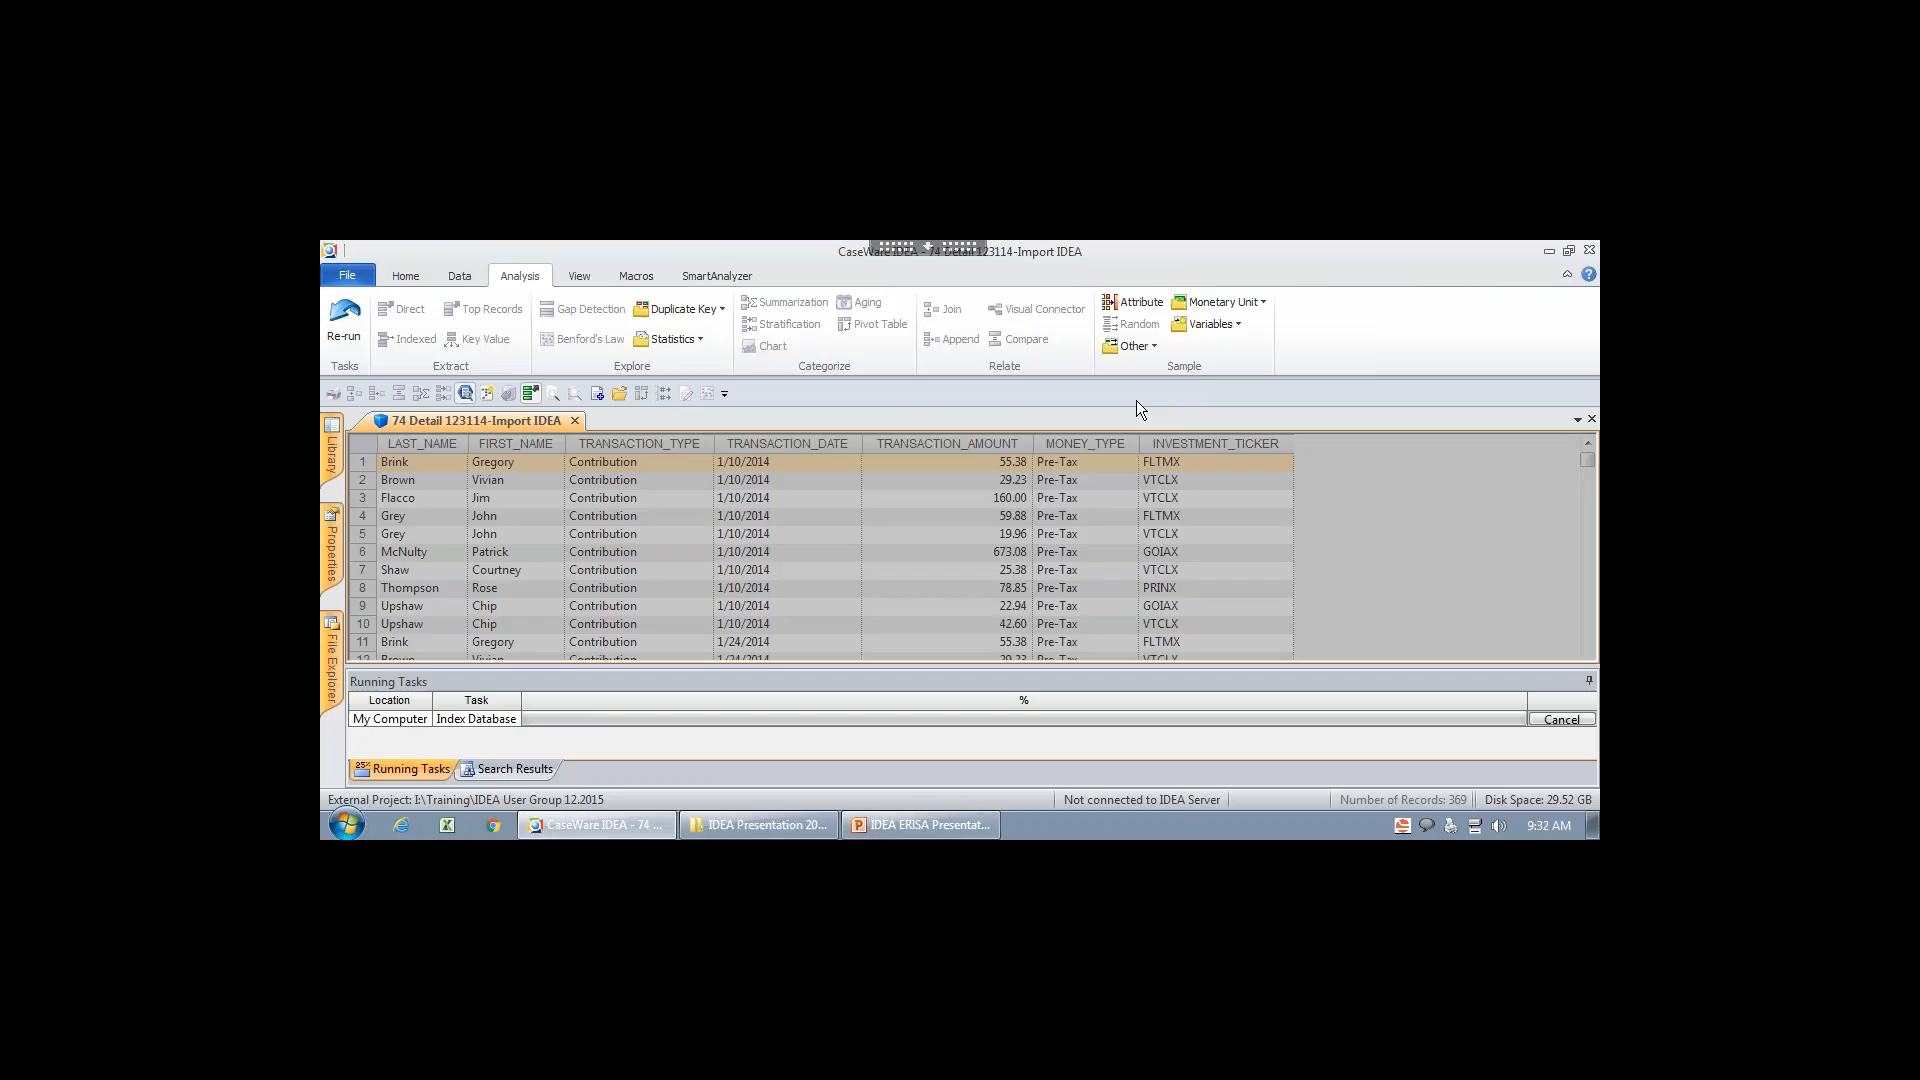 CaseWare IDEA - 74 Detail 123114-Import IDEA
File Home Data Analysis View Macros SmartAnalyzer
Re-run Direct Top Records Gap Detection Duplicate Key Summarization Aging Join Visual Connector Attribute Monetary Unit
Stratification Pivot Table Random Variables
Indexed Key Value Benford's Law Statistics Chart Append Compare Other
Tasks Extract Explore Categorize Relate Sample
74 Detail 123114-Import IDEA
Library
Properties
File Explorer
LAST_NAME FIRST_NAME TRANSACTION_TYPE TRANSACTION_DATE TRANSACTION_AMOUNT MONEY_TYPE INVESTMENT_TICKER
1 Brink Gregory Contribution 1/10/2014 55.38 Pre-Tax FLTMX
2 Brown Vivian Contribution 1/10/2014 29.23 Pre-Tax VTCLX
3 Flacco Jim Contribution 1/10/2014 160.00 Pre-Tax VTCLX
4 Grey John Contribution 1/10/2014 59.88 Pre-Tax FLTMX
5 Grey John Contribution 1/10/2014 19.96 Pre-Tax VTCLX
6 McNulty Patrick Contribution 1/10/2014 673.08 Pre-Tax GOIAX
7 Shaw Courtney Contribution 1/10/2014 25.38 Pre-Tax VTCLX
8 Thompson Rose Contribution 1/10/2014 78.85 Pre-Tax PRINX
9 Upshaw Chip Contribution 1/10/2014 22.94 Pre-Tax GOIAX
10 Upshaw Chip Contribution 1/10/2014 42.60 Pre-Tax VTCLX
11 Brink Gregory Contribution 1/24/2014 55.38 Pre-Tax FLTMX
12 Brown Vivian Contribution 1/24/2014 29.23 Pre-Tax VTCLX
Running Tasks
Location Task %
My Computer Index Database Cancel
Running Tasks Search Results
External Project: I:\Training\IDEA User Group 12.2015 Not connected to IDEA Server Number of Records: 369 Disk Space: 29.52 GB
CaseWare IDEA - 74 ... IDEA Presentation 20... IDEA ERISA Presentat... 9:32 AM